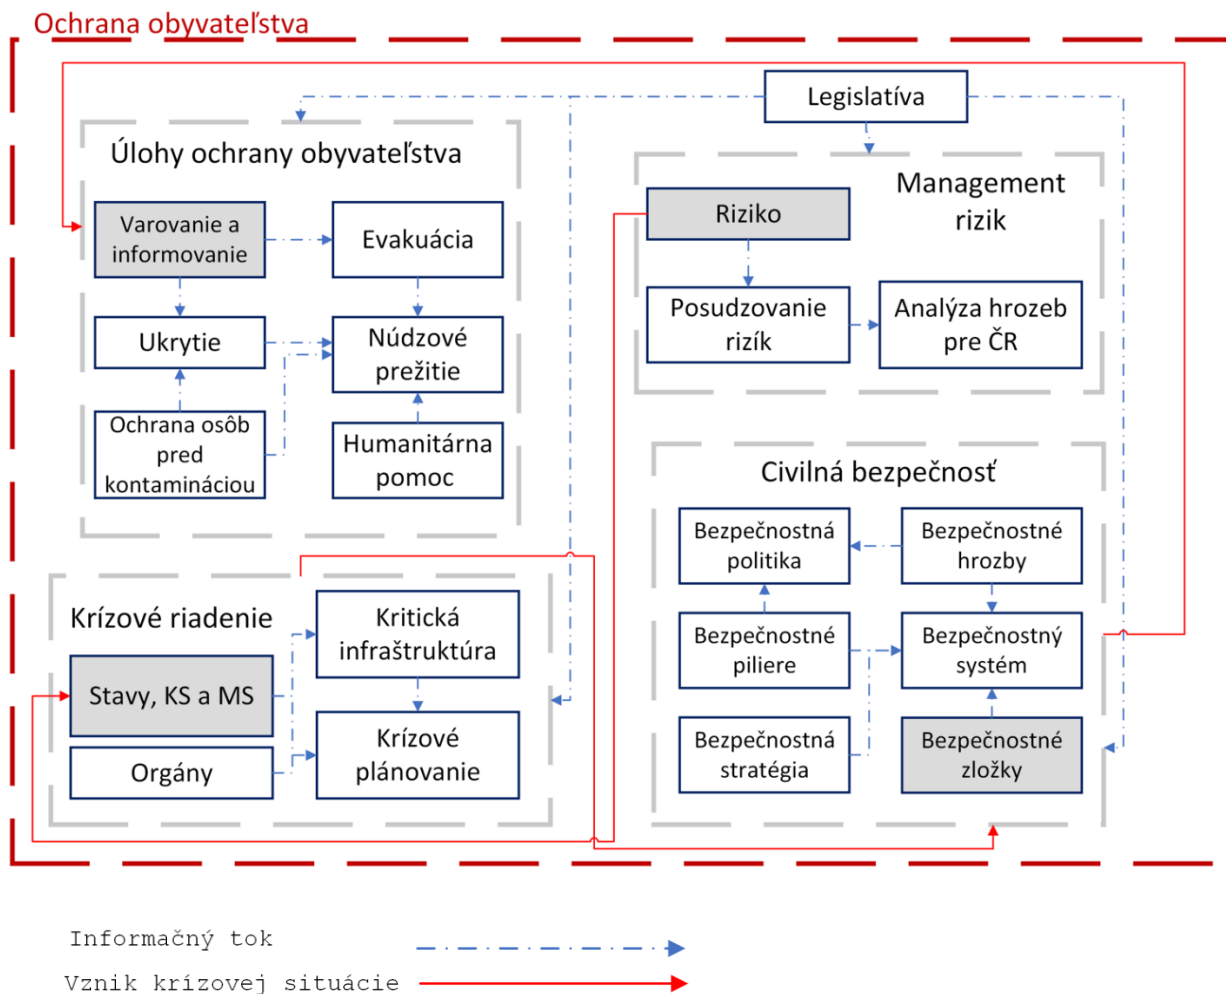 Ochrana obyvateľstva
Legislatíva
Úlohy ochrany obyvateľstva
Varovanie a
informovanie
Evakuácia
Ukrytie
Núdzové
prežitie
Ochrana osôb
pred
kontamináciou
Humanitárna
pomoc
Management
rizik
Riziko
Posudzovanie
rizík
Analýza hrozeb
pre ČR
Krízové riadenie
Kritická
infraštruktúra
Stavy, KS a MS
Orgány
Krízové
plánovanie
Civilná bezpečnosť
Bezpečnostná
politika
Bezpečnostné
hrozby
Bezpečnostné
piliere
Bezpečnostný
systém
Bezpečnostná
stratégia
Bezpečnostné
zložky
Informačný tok
Vznik krízovej situácie